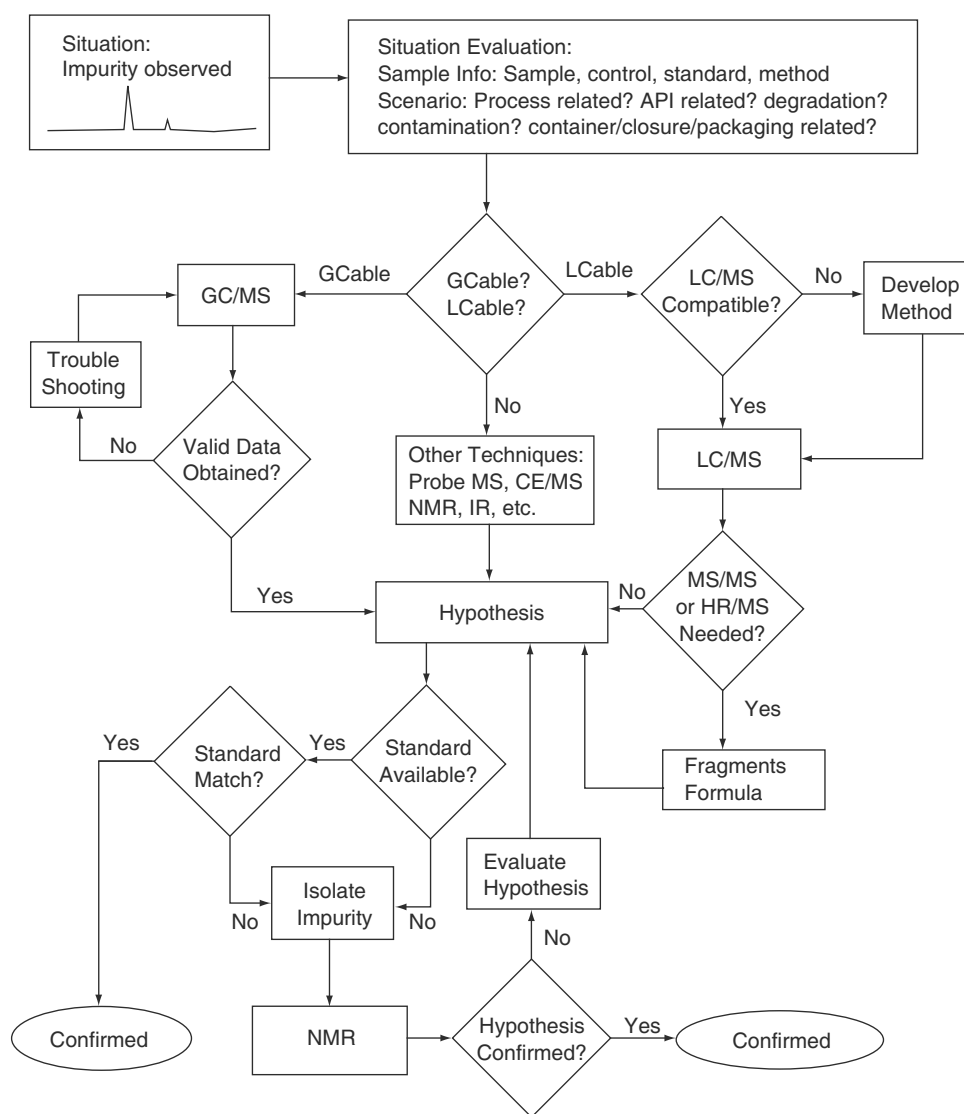 Situation:
Impurity observed
Situation Evaluation:
Sample Info: Sample, control, standard, method
Scenario: Process related? API related? degradation?
contamination? container/closure/packaging related?
GCable
GCable?
LCable?
LCable
LC/MS
Compatible?
No
Develop
Method
GC/MS
Trouble
Shooting
No
Valid Data
Obtained?
No
Other Techniques:
Probe MS, CE/MS
NMR, IR, etc.
Yes
LC/MS
Yes
Hypothesis
No
MS/MS
or HR/MS
Needed?
Yes
Yes
Standard
Match?
Yes
Standard
Available?
Fragments
Formula
No
Isolate
Impurity
No
Evaluate
Hypothesis
No
Confirmed
NMR
Hypothesis
Confirmed?
Yes
Confirmed